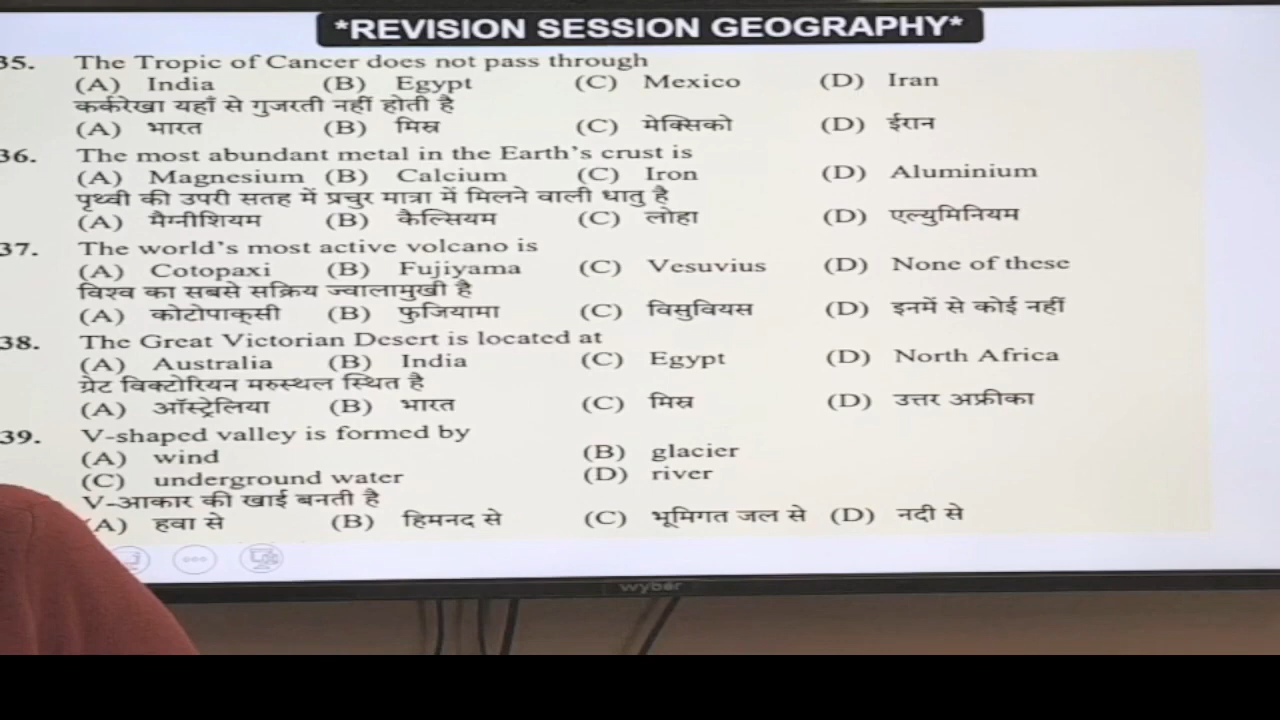 *REVISION SESSION GEOGRAPHY*
35. The Tropic of Cancer does not pass through
(A) India (B) Egypt (C) Mexico (D) Iran
कर्करेखा यहाँ से गुजरती नहीं होती है
(A) भारत (B) मिस्र (C) मेक्सिको (D) ईरान
36. The most abundant metal in the Earth's crust is
(A) Magnesium (B) Calcium (C) Iron (D) Aluminium
पृथ्वी की उपरी सतह में प्रचुर मात्रा में मिलने वाली धातु है
(A) मैग्नीशियम (B) कैल्सियम (C) लोहा (D) एल्युमिनियम
37. The world's most active volcano is
(A) Cotopaxi (B) Fujiyama (C) Vesuvius (D) None of these
विश्व का सबसे सक्रिय ज्वालामुखी है
(A) कोटोपाक्सी (B) फुजियामा (C) विसुवियस (D) इनमें से कोई नहीं
38. The Great Victorian Desert is located at
(A) Australia (B) India (C) Egypt (D) North Africa
ग्रेट विक्टोरियन मरुस्थल स्थित है
(A) ऑस्ट्रेलिया (B) भारत (C) मिस्र (D) उत्तर अफ्रीका
39. V-shaped valley is formed by
(A) wind (B) glacier
(C) underground water (D) river
V-आकार की खाई बनती है
(A) हवा से (B) हिमनद से (C) भूमिगत जल से (D) नदी से
wyber